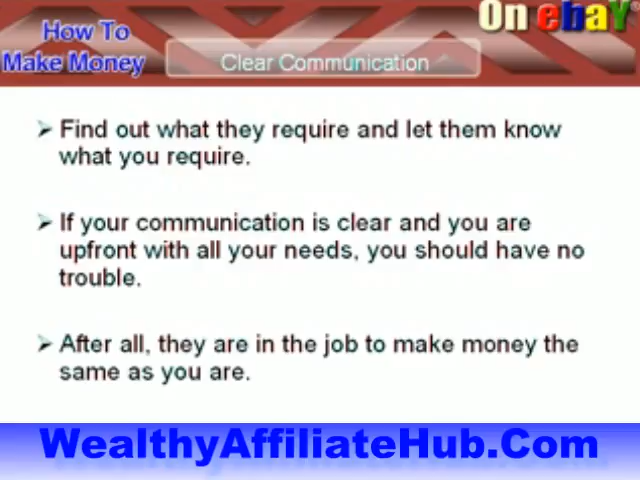 How To
Make Money
On ebaY
Clear Communication
➢ Find out what they require and let them know
what you require.
➢ If your communication is clear and you are
upfront with all your needs, you should have no
trouble.
➢ After all, they are in the job to make money the
same as you are.
WealthyAffiliateHub.Com